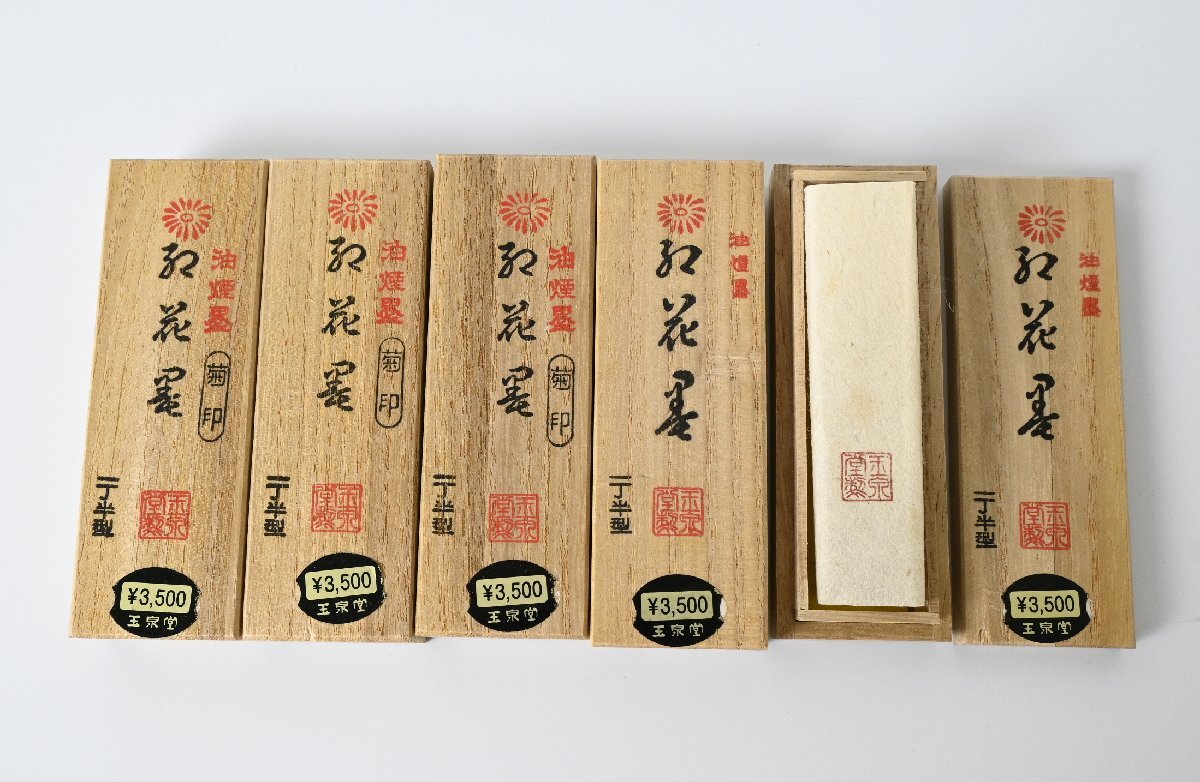 油煙墨
紅花墨
菊印
二丁半型
玉泉堂製
¥3,500
玉泉堂
油煙墨
紅花墨
菊印
二丁半型
玉泉堂製
¥3,500
玉泉堂
油煙墨
紅花墨
菊印
二丁半型
玉泉堂製
¥3,500
玉泉堂
油煙墨
紅花墨
二丁半型
玉泉堂製
¥3,500
玉泉堂
玉泉堂製
油煙墨
紅花墨
二丁半型
玉泉堂製
¥3,500
玉泉堂